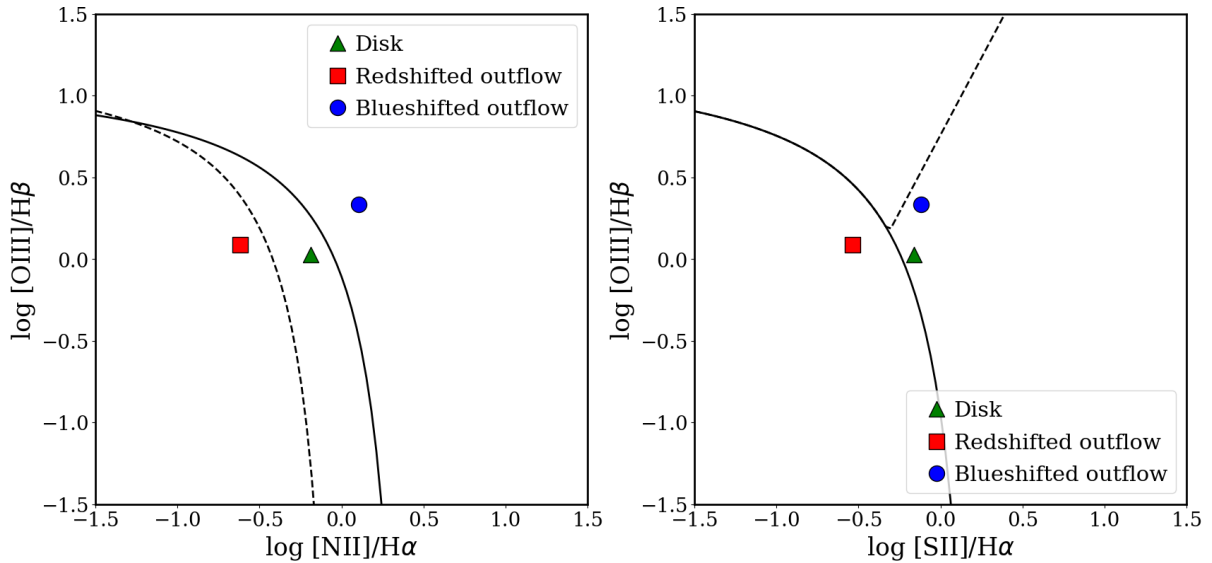 1.5
1.0
0.5
0.0
−0.5
−1.0
−1.5
log [OIII]/Hβ
Disk
Redshifted outflow
Blueshifted outflow
−1.5 −1.0 −0.5 0.0 0.5 1.0 1.5
log [NII]/Hα
1.5
1.0
0.5
0.0
−0.5
−1.0
−1.5
log [OIII]/Hβ
Disk
Redshifted outflow
Blueshifted outflow
−1.5 −1.0 −0.5 0.0 0.5 1.0 1.5
log [SII]/Hα